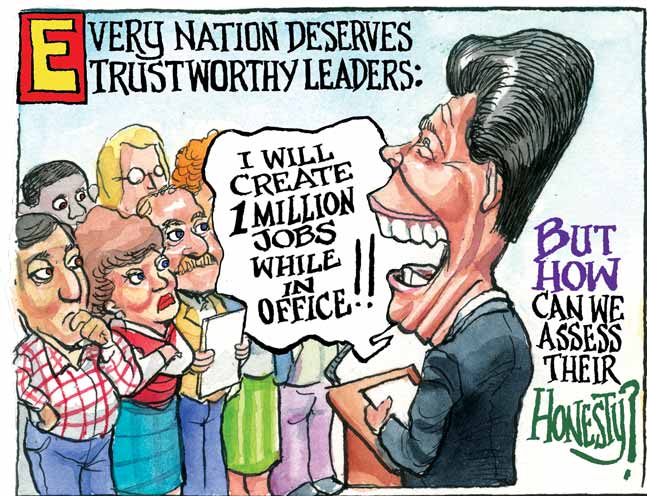 EVERY NATION DESERVES
TRUSTWORTHY LEADERS:
I WILL
CREATE
1 MILLION
JOBS
WHILE
IN
OFFICE!!
BUT
HOW
CAN WE
ASSESS
THEIR
HONESTY?